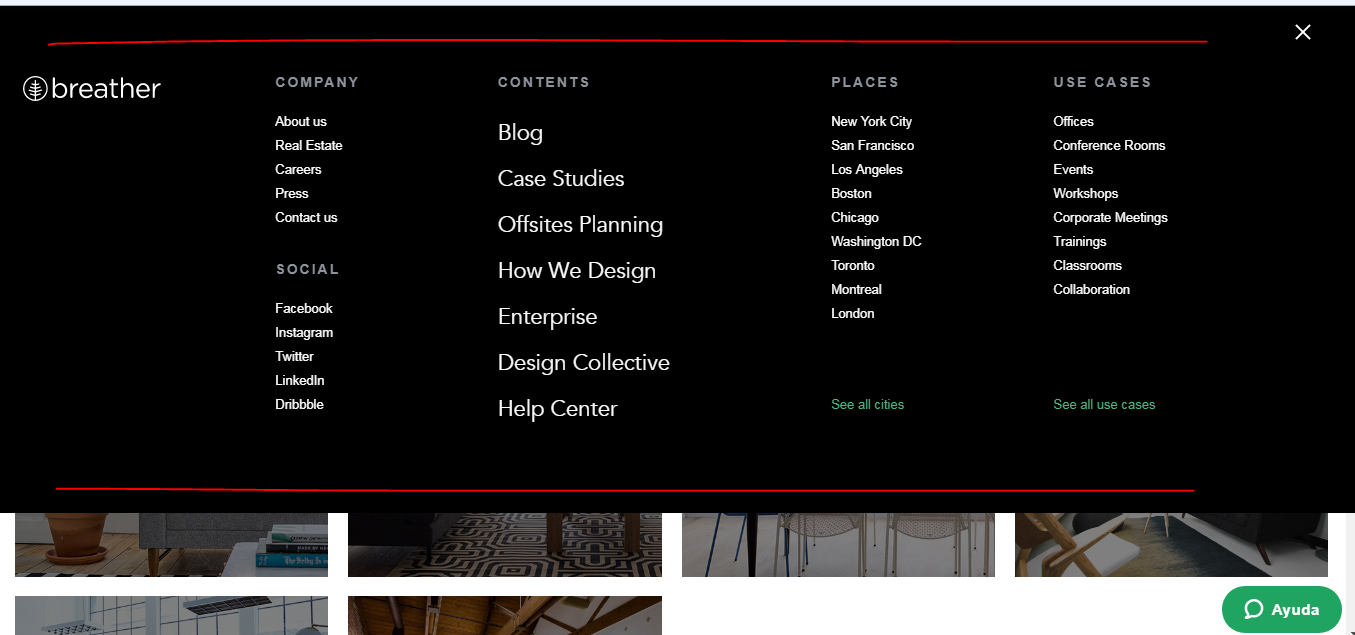 breather
COMPANY
About us
Real Estate
Careers
Press
Contact us
SOCIAL
Facebook
Instagram
Twitter
LinkedIn
Dribbble
CONTENTS
Blog
Case Studies
Offsites Planning
How We Design
Enterprise
Design Collective
Help Center
PLACES
New York City
San Francisco
Los Angeles
Boston
Chicago
Washington DC
Toronto
Montreal
London
See all cities
USE CASES
Offices
Conference Rooms
Events
Workshops
Corporate Meetings
Trainings
Classrooms
Collaboration
See all use cases
Ayuda